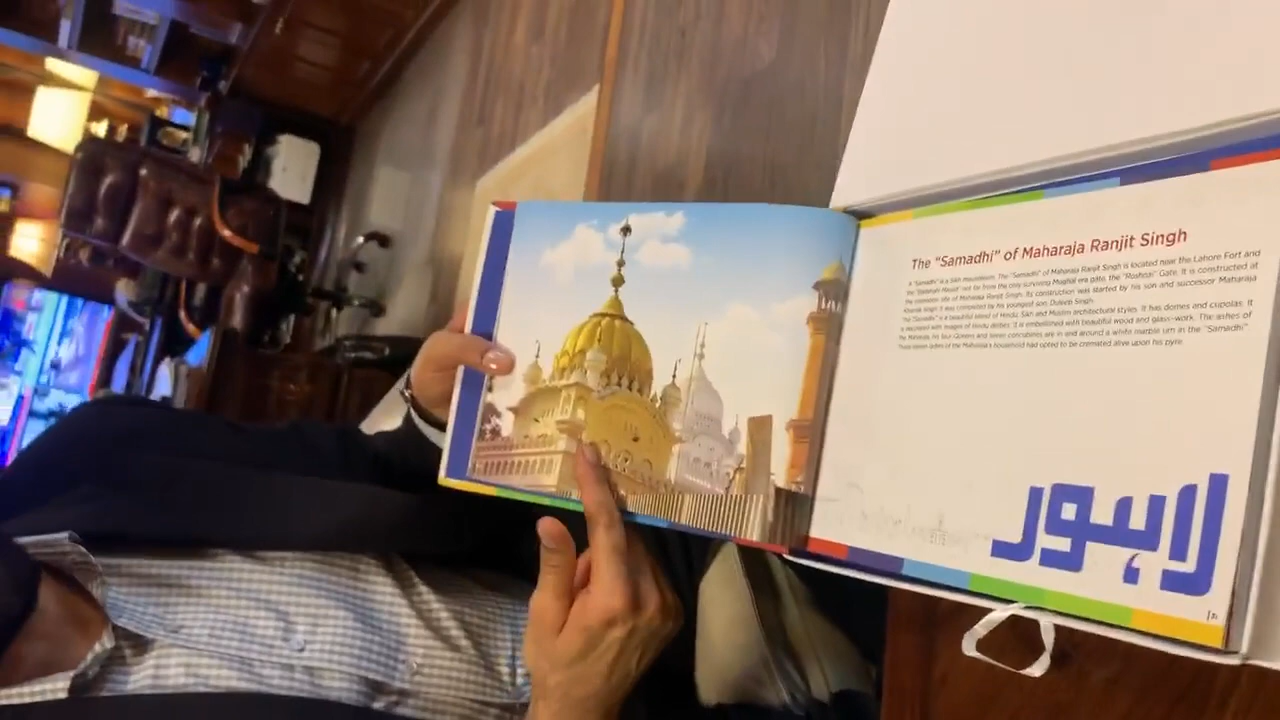 The "Samadhi" of Maharaja Ranjit Singh
A "Samadhi" is a Sikh mausoleum. The "Samadhi" of Maharaja Ranjit Singh is located near the Lahore Fort and
the "Badshahi Masjid" not far from the only surviving Mughal era gate, the "Roshnai" Gate. It is constructed at
the cremation site of Maharaja Ranjit Singh. Its construction was started by his son and successor Maharaja
Kharak Singh. It was completed by his youngest son, Duleep Singh.
The "Samadhi" is a beautiful blend of Hindu, Sikh and Muslim architectural styles. It has domes and cupolas. It
is decorated with images of Hindu deities. It is embellished with beautiful wood and glass-work. The ashes of
the Maharaja, his four Queens and seven concubines are in and around a white marble urn in the "Samadhi".
These eleven ladies of the Maharaja's household had opted to be cremated alive upon his pyre.
لاہور